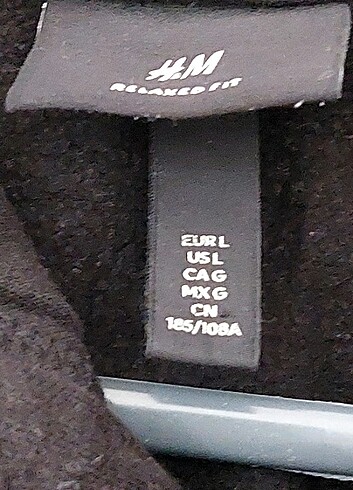 H&M
RELAXED FIT
EUR L
US L
CA G
MX G
CN
185/108A